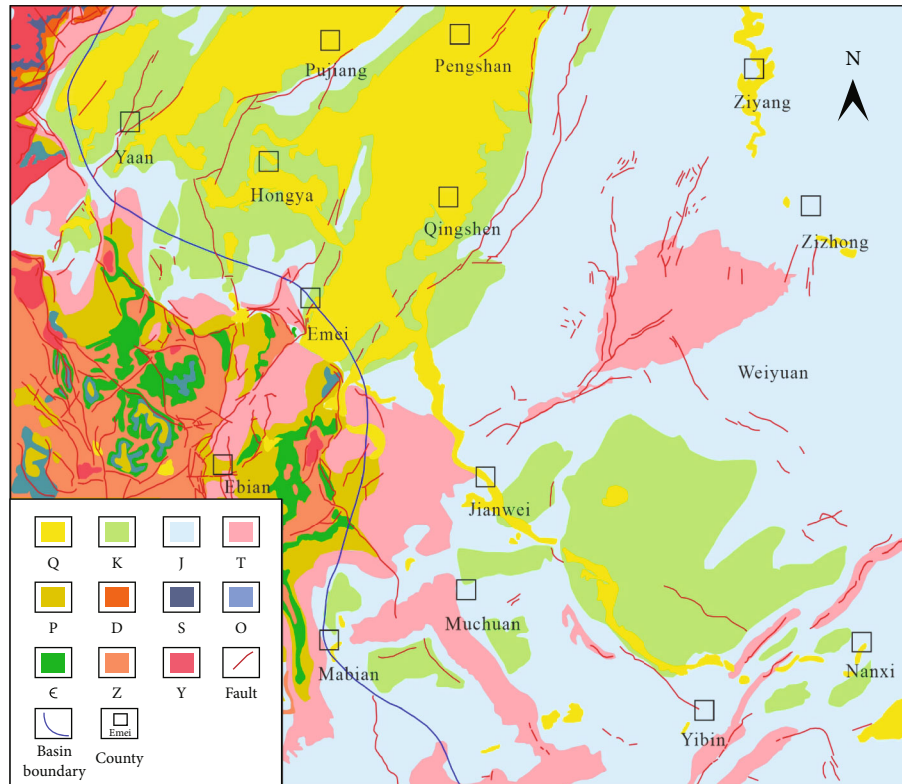 Pujiang
Pengshan
N
Ziyang
Yaan
Hongya
Qingshen
Zizhong
Emei
Weiyuan
Ebian
Jianwei
Muchuan
Mabian
Nanxi
Yibin
Q K J T
P D S O
Є Z Y Fault
Emei
Basin boundary
County